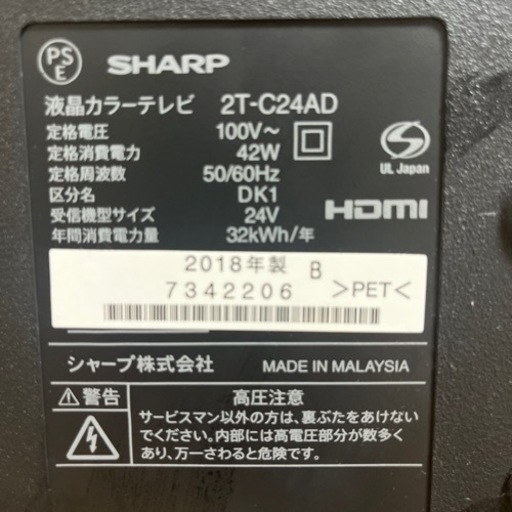 PSE SHARP
液晶カラーテレビ 2T-C24AD
定格電圧 100V～
定格消費電力 42W
定格周波数 50/60Hz
区分名 DK1
受信機型サイズ 24V
年間消費電力量 32kWh/年
UL Japan
HDMI
2018年製 B
7342206 >PET<
シャープ株式会社 MADE IN MALAYSIA
⚠警告 高圧注意
サービスマン以外の方は、裏ぶたをあけない
でください。内部には高電圧部分が数多く
あり、万一さわると危険です。